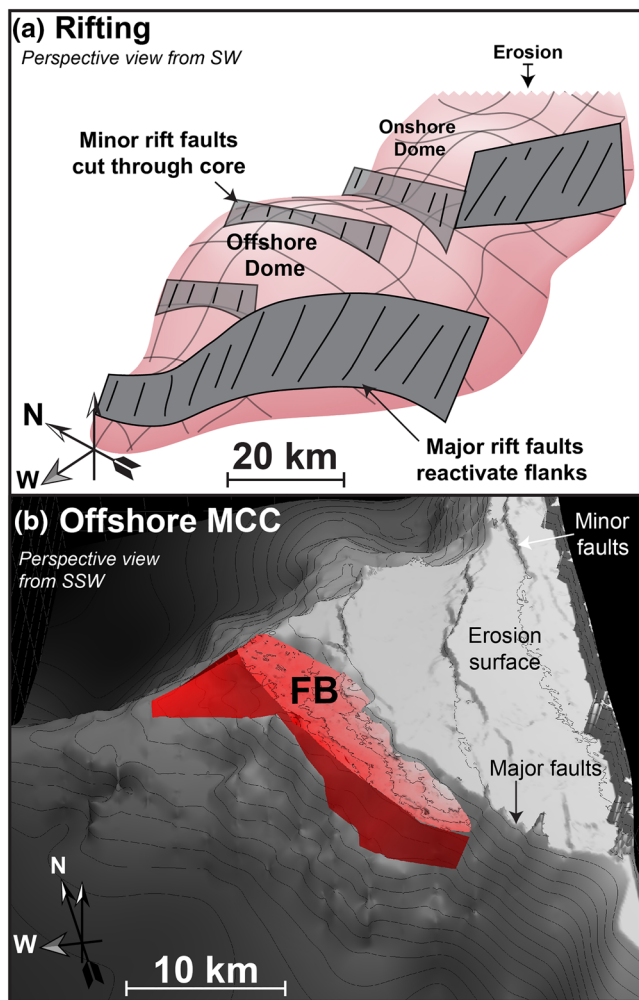 (a) Rifting
Perspective view from SW
Erosion
Onshore
Dome
Minor rift faults
cut through core
Offshore
Dome
N
W
20 km
Major rift faults
reactivate flanks
(b) Offshore MCC
Perspective view
from SSW
Minor
faults
Erosion
surface
FB
Major faults
N
W
10 km